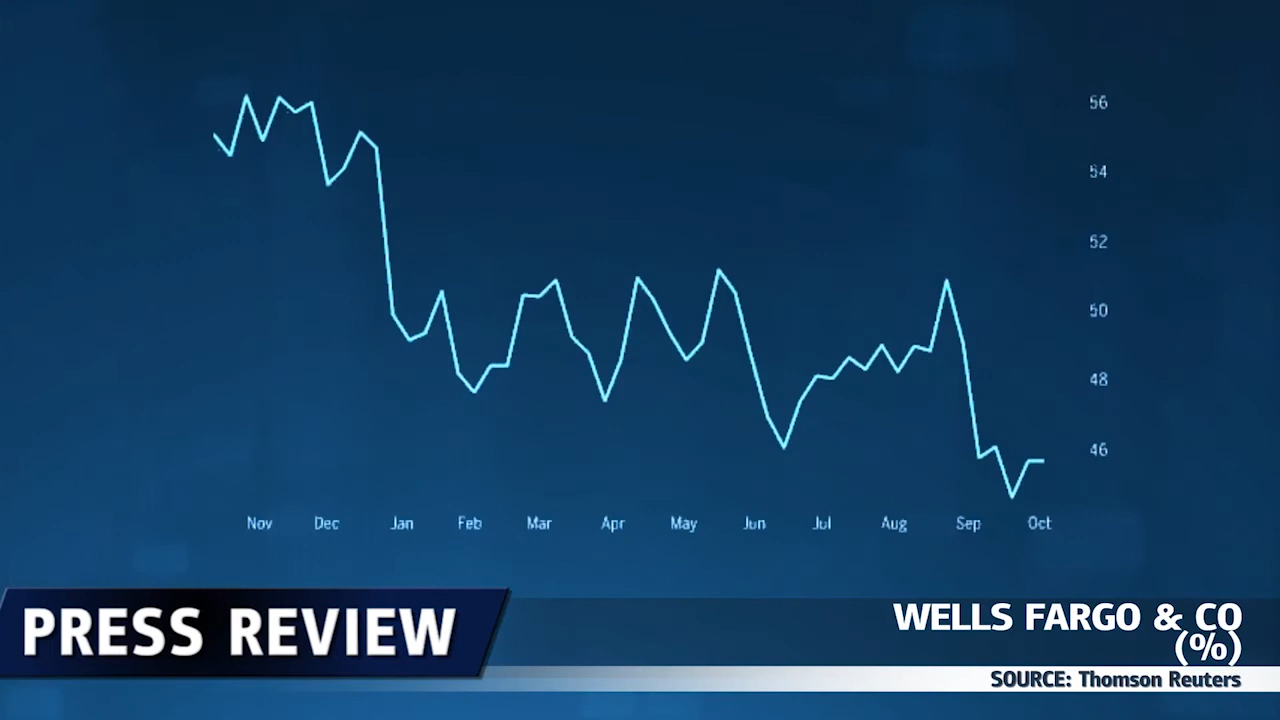 56
54
52
50
48
46
Nov Dec Jan Feb Mar Apr May Jun Jul Aug Sep Oct
PRESS REVIEW
WELLS FARGO & CO
(%)
SOURCE: Thomson Reuters